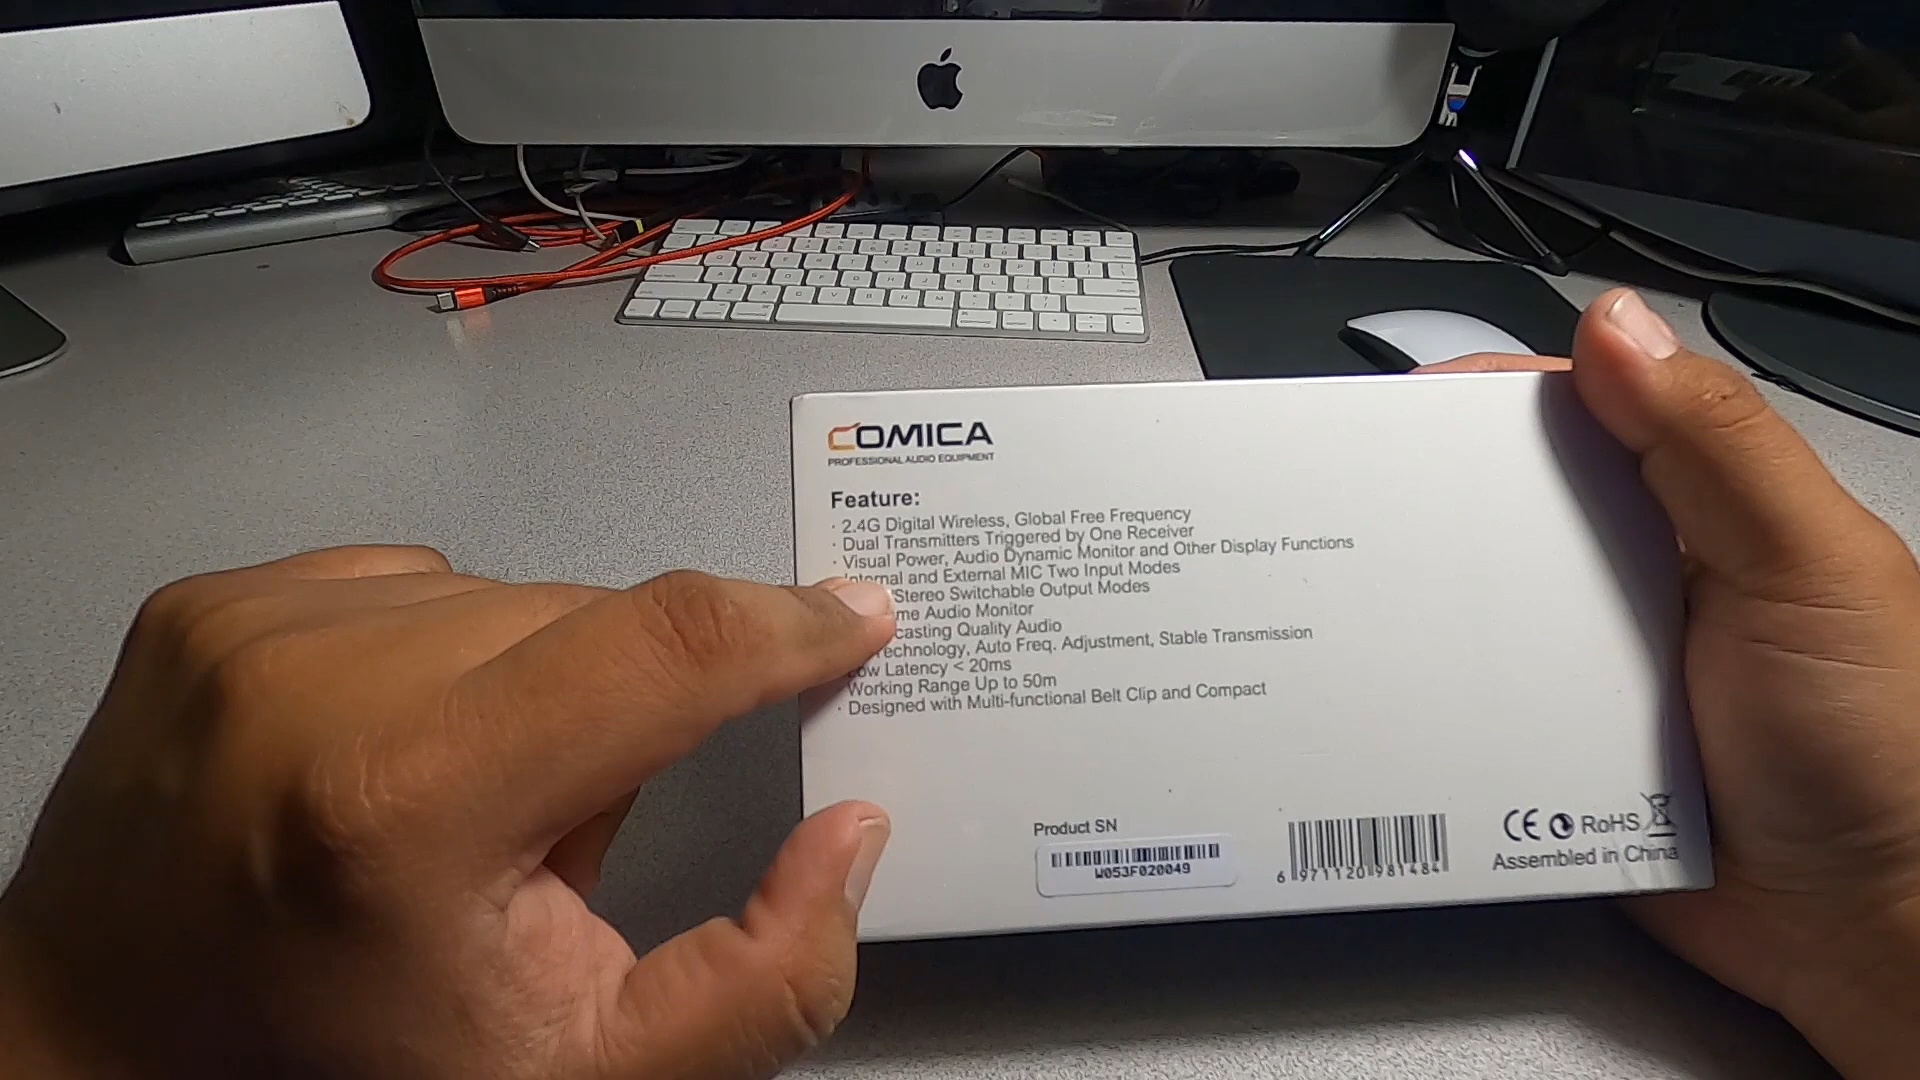 COMICA
PROFESSIONAL AUDIO EQUIPMENT
Feature:
· 2.4G Digital Wireless, Global Free Frequency
· Dual Transmitters Triggered by One Receiver
· Visual Power, Audio Dynamic Monitor and Other Display Functions
Internal and External MIC Two Input Modes
Stereo Switchable Output Modes
me Audio Monitor
casting Quality Audio
Technology, Auto Freq. Adjustment, Stable Transmission
Low Latency < 20ms
Working Range Up to 50m
· Designed with Multi-functional Belt Clip and Compact
Product SN
W053F020049
6 971120 981484
CE RoHS
Assembled in China